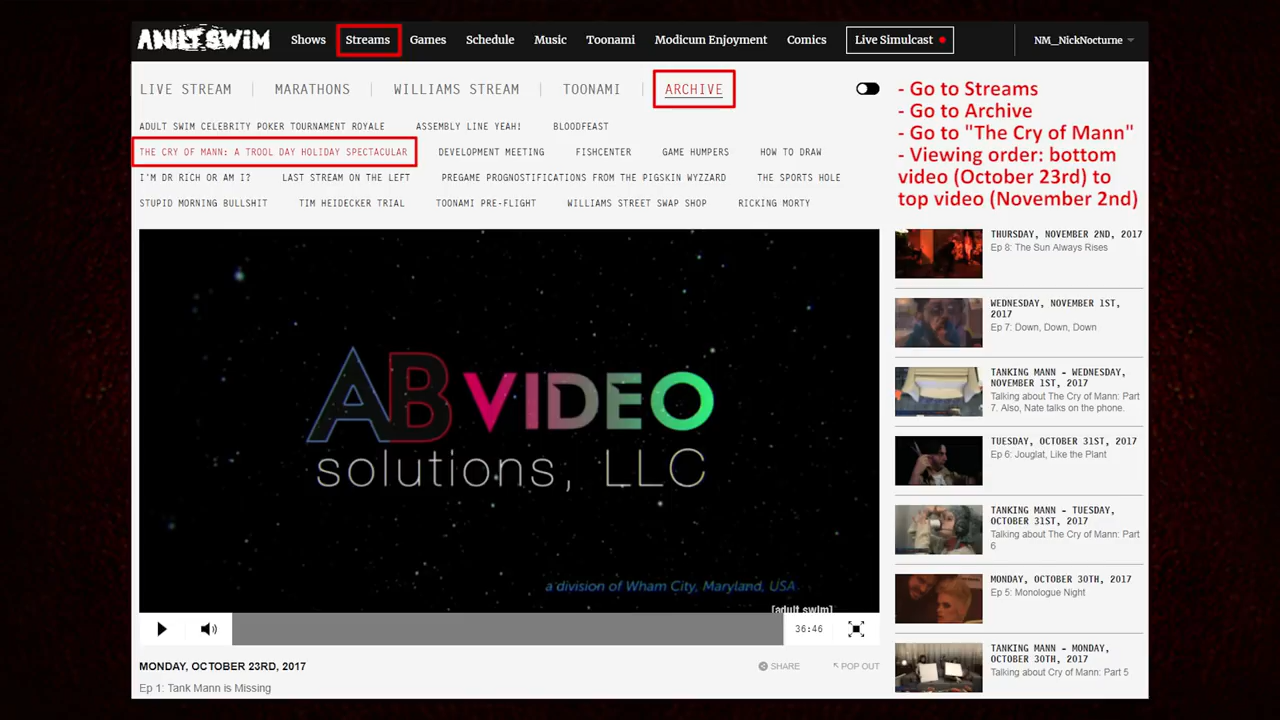 ADULT SWIM Shows Streams Games Schedule Music Toonami Modicum Enjoyment Comics Live Simulcast NM_NickNocturne
LIVE STREAM MARATHONS WILLIAMS STREAM TOONAMI ARCHIVE
ADULT SWIM CELEBRITY POKER TOURNAMENT ROYALE ASSEMBLY LINE YEAH! BLOODFEAST
THE CRY OF MANN: A TROOL DAY HOLIDAY SPECTACULAR DEVELOPMENT MEETING FISHCENTER GAME HUMPERS HOW TO DRAW
I'M DR RICH OR AM I? LAST STREAM ON THE LEFT PREGAME PROGNOSTIFICATIONS FROM THE PIGSKIN WYZZARD THE SPORTS HOLE
STUPID MORNING BULLSHIT TIM HEIDECKER TRIAL TOONAMI PRE-FLIGHT WILLIAMS STREET SWAP SHOP RICKING MORTY
- Go to Streams
- Go to Archive
- Go to "The Cry of Mann"
- Viewing order: bottom
video (October 23rd) to
top video (November 2nd)
AB VIDEO
solutions, LLC
a division of Wham City, Maryland, USA
[adult swim]
36:46
MONDAY, OCTOBER 23RD, 2017
SHARE POP OUT
Ep 1: Tank Mann is Missing
THURSDAY, NOVEMBER 2ND, 2017
Ep 8: The Sun Always Rises
WEDNESDAY, NOVEMBER 1ST,
2017
Ep 7: Down, Down, Down
TANKING MANN - WEDNESDAY,
NOVEMBER 1ST, 2017
Talking about The Cry of Mann: Part
7. Also, Nate talks on the phone.
TUESDAY, OCTOBER 31ST, 2017
Ep 6: Jouglat, Like the Plant
TANKING MANN - TUESDAY,
OCTOBER 31ST, 2017
Talking about The Cry of Mann: Part
6
MONDAY, OCTOBER 30TH, 2017
Ep 5: Monologue Night
TANKING MANN - MONDAY,
OCTOBER 30TH, 2017
Talking about Cry of Mann: Part 5